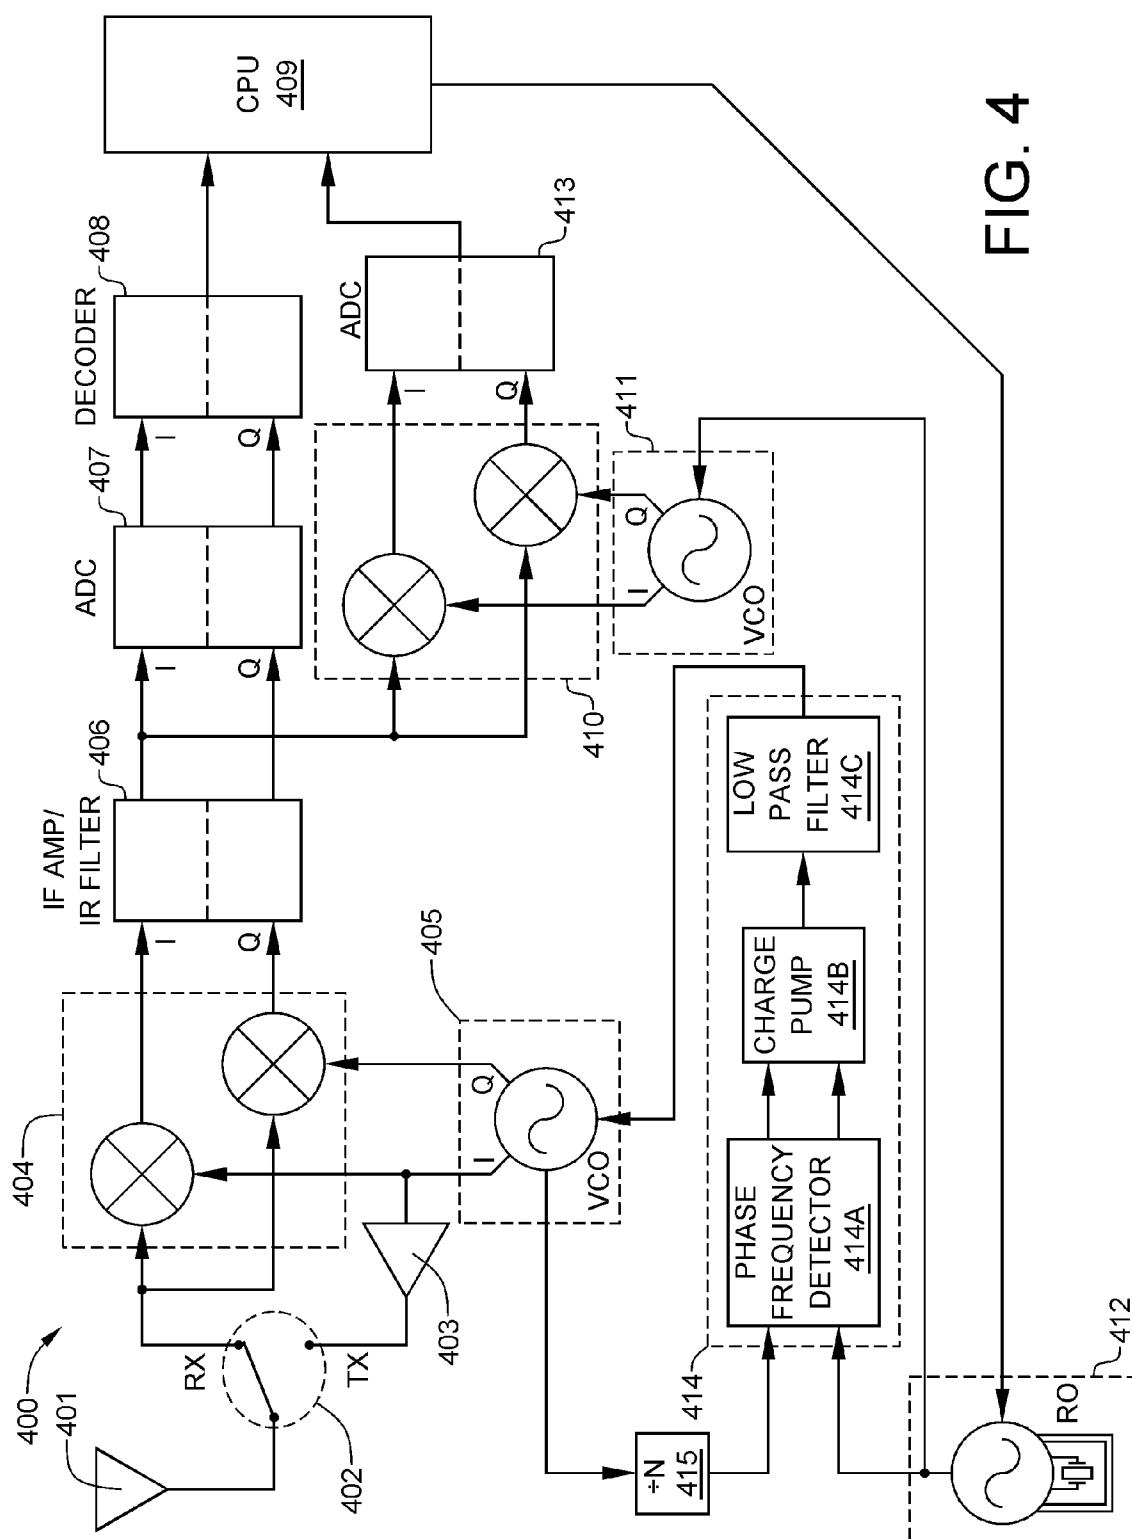 400
401
402
RX
TX
403
404
I
Q
IF AMP/
IR FILTER
406
I
Q
ADC
407
I
Q
DECODER
408
CPU
409
405
I
Q
VCO
410
I
Q
ADC
413
411
I
Q
VCO
÷N
415
414
PHASE
FREQUENCY
DETECTOR
414A
CHARGE
PUMP
414B
LOW
PASS
FILTER
414C
RO
412
FIG. 4